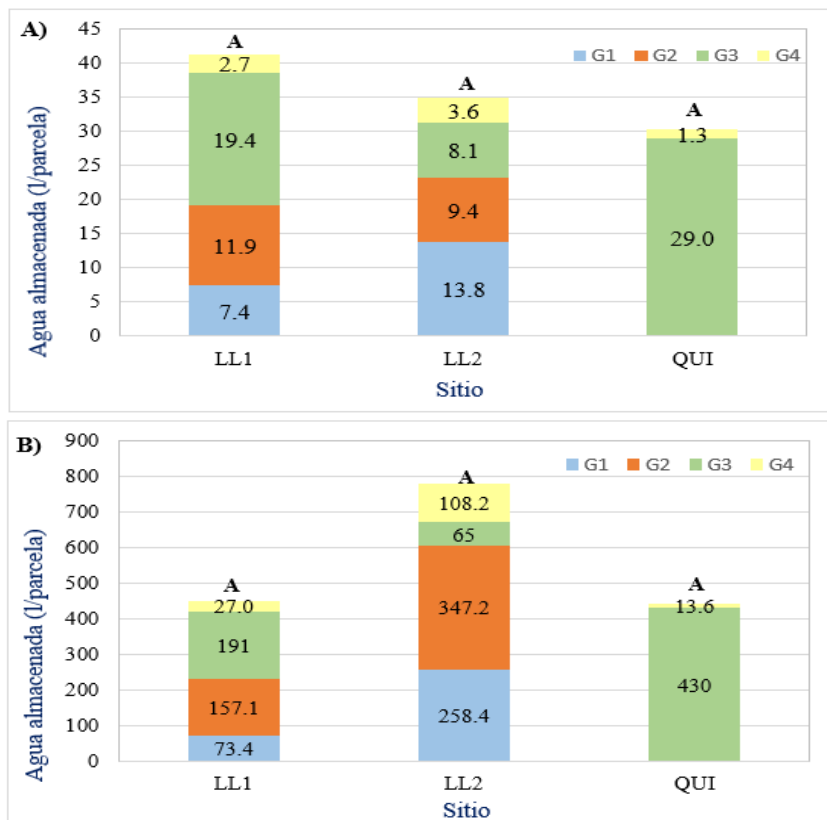 A)
Agua almacenada (l/parcela)
45
40
35
30
25
20
15
10
5
0
G1 G2 G3 G4
A
2.7
19.4
11.9
7.4
A
3.6
8.1
9.4
13.8
A
1.3
29.0
LL1 LL2 QUI
Sitio
B)
Agua almacenada (l/parcela)
900
800
700
600
500
400
300
200
100
0
G1 G2 G3 G4
A
27.0
191
157.1
73.4
A
108.2
65
347.2
258.4
A
13.6
430
LL1 LL2 QUI
Sitio